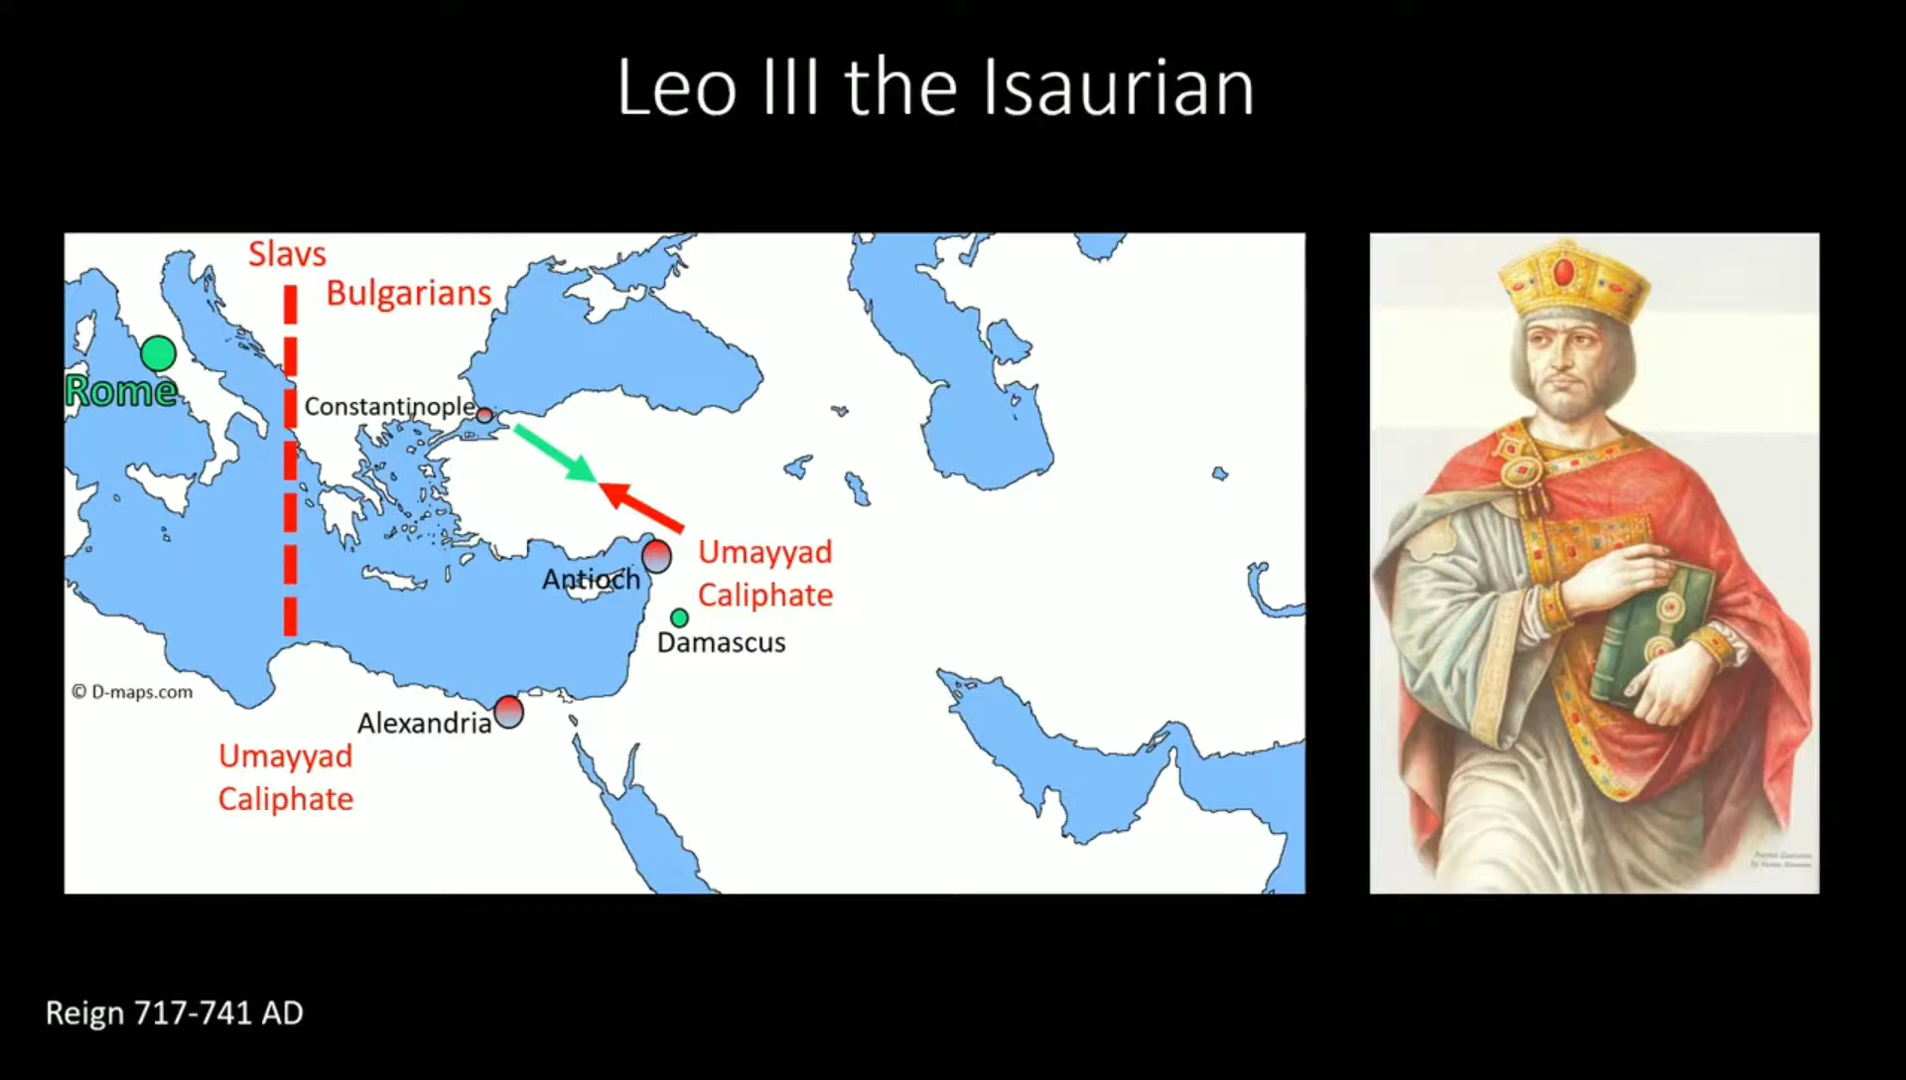 Leo III the Isaurian
Slavs
Bulgarians
Rome
Constantinople
Umayyad
Caliphate
Antioch
Damascus
© D-maps.com
Alexandria
Umayyad
Caliphate
Reign 717-741 AD